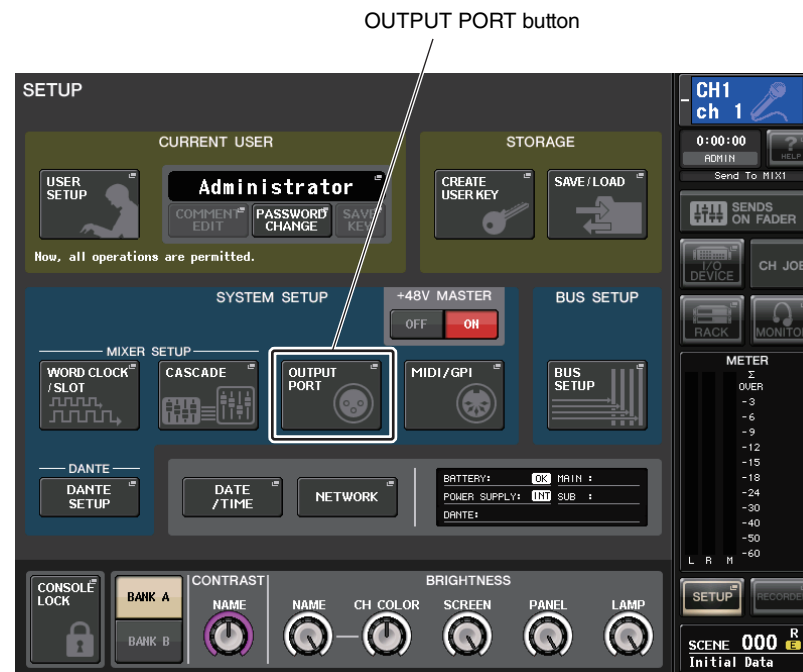 OUTPUT PORT button
SETUP
CURRENT USER
USER
SETUP
Administrator
COMMENT
EDIT
PASSWORD
CHANGE
SAVE
KEY
Now, all operations are permitted.
STORAGE
CREATE
USER KEY
SAVE/LOAD
SYSTEM SETUP
+48V MASTER
OFF
ON
BUS SETUP
MIXER SETUP
WORD CLOCK
/SLOT
CASCADE
OUTPUT
PORT
MIDI/GPI
BUS
SETUP
DANTE
DANTE
SETUP
DATE
/TIME
NETWORK
BATTERY: OK MAIN :
POWER SUPPLY: INT SUB :
DANTE:
CONSOLE
LOCK
BANK A
BANK B
CONTRAST
NAME
BRIGHTNESS
NAME
CH COLOR
SCREEN
PANEL
LAMP
CH1
ch 1
0:00:00
ADMIN
?
HELP
Send To MIX1
SENDS
ON FADER
I/O
DEVICE
CH JOB
RACK
MONITO
METER
Σ
OVER
-3
-6
-9
-12
-15
-18
-24
-30
-40
-50
-60
L R M
SETUP
RECORDE
SCENE 000 R
E
Initial Data